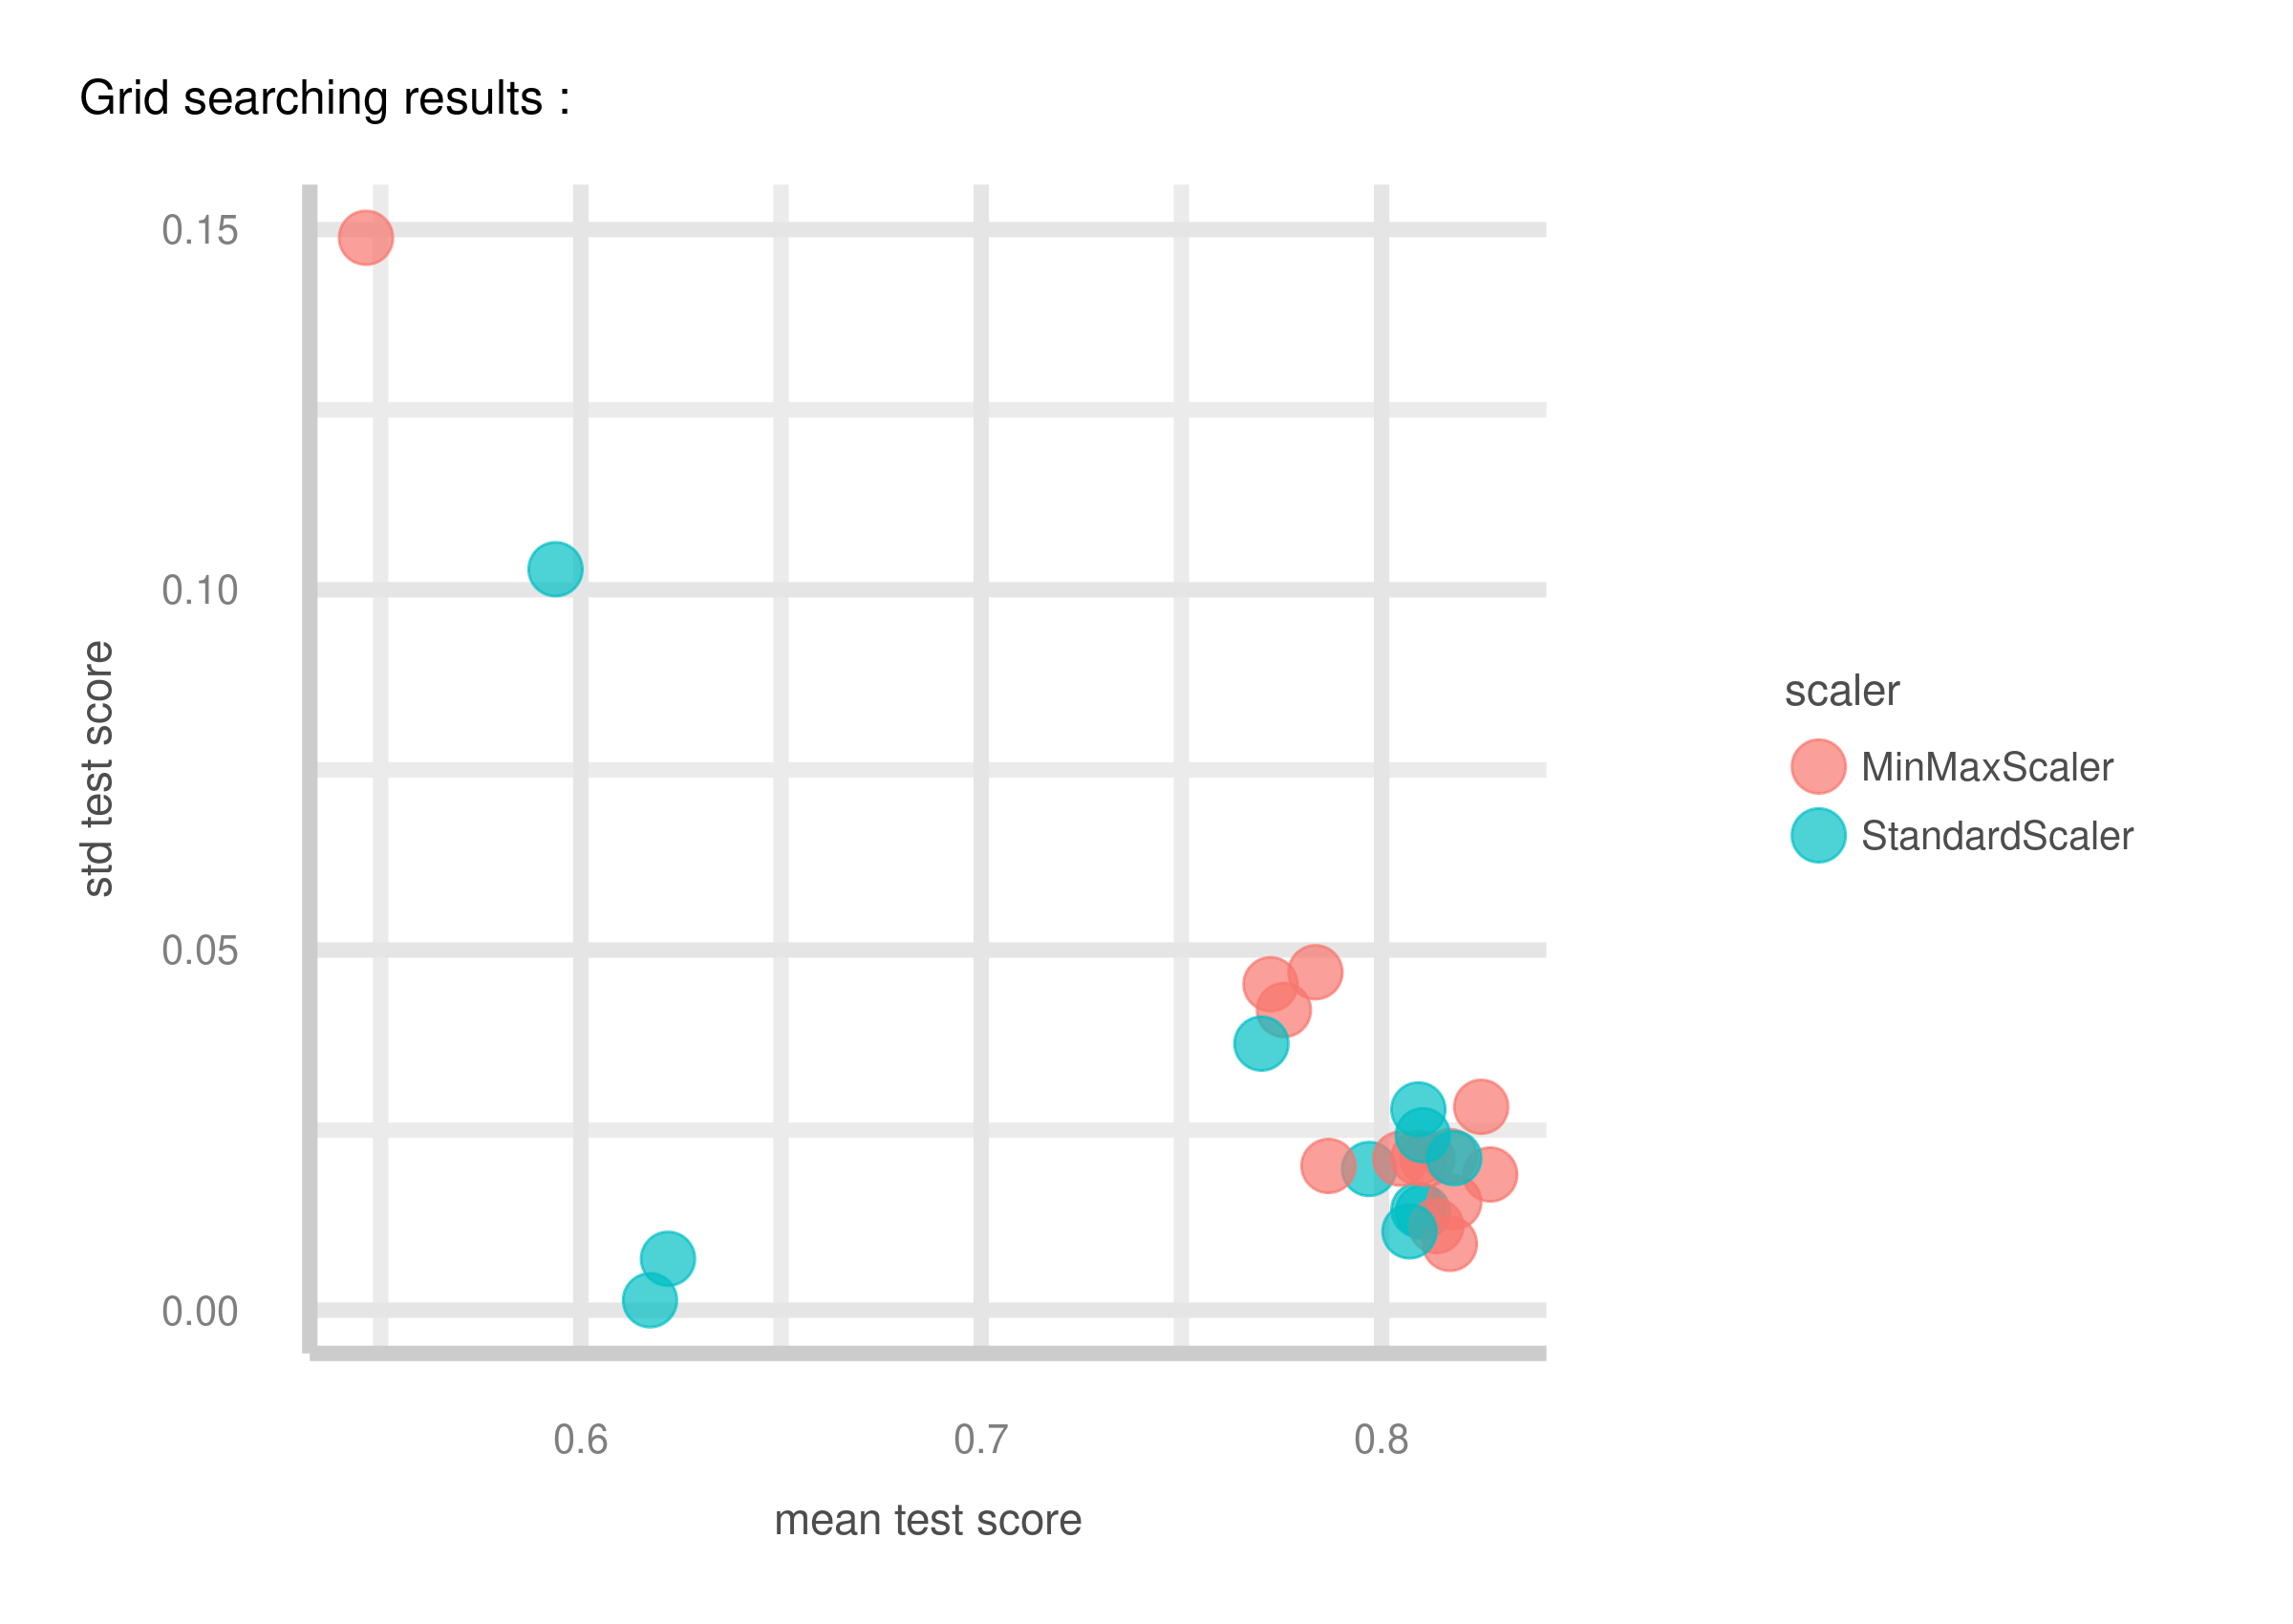 Grid searching results :
0.15
0.10
0.05
0.00
std test score
0.6
0.7
0.8
mean test score
scaler
MinMaxScaler
StandardScaler